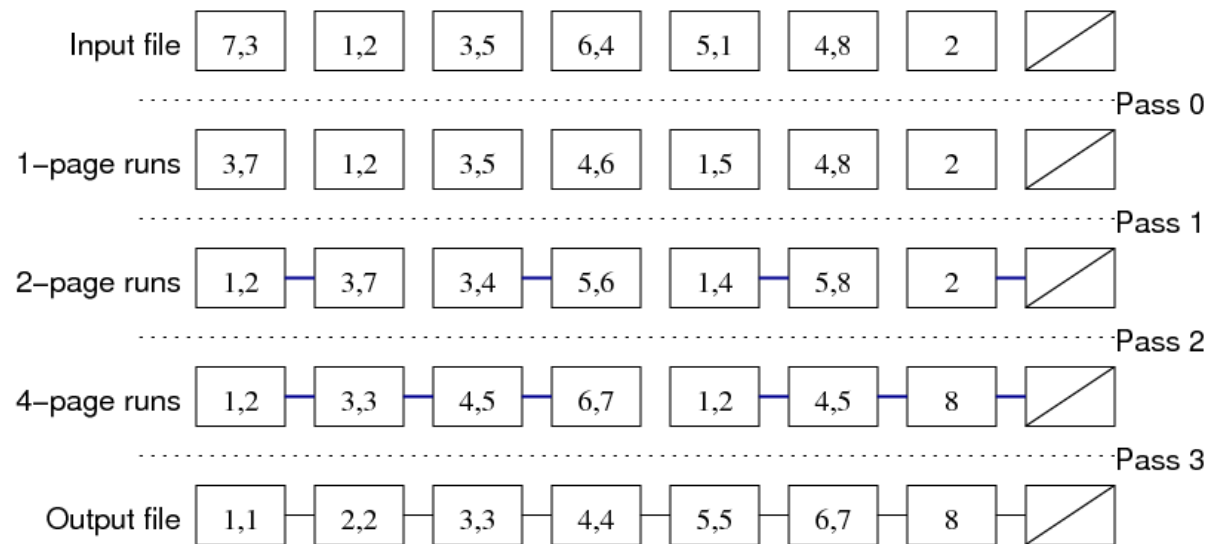 Input file 7,3 1,2 3,5 6,4 5,1 4,8 2
Pass 0
1−page runs 3,7 1,2 3,5 4,6 1,5 4,8 2
Pass 1
2−page runs 1,2 3,7 3,4 5,6 1,4 5,8 2
Pass 2
4−page runs 1,2 3,3 4,5 6,7 1,2 4,5 8
Pass 3
Output file 1,1 2,2 3,3 4,4 5,5 6,7 8